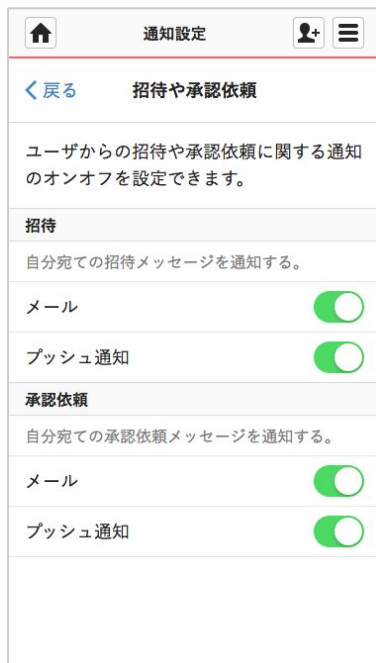 通知設定
戻る 招待や承認依頼
ユーザからの招待や承認依頼に関する通知
のオンオフを設定できます。
招待
自分宛ての招待メッセージを通知する。
メール
プッシュ通知
承認依頼
自分宛ての承認依頼メッセージを通知する。
メール
プッシュ通知